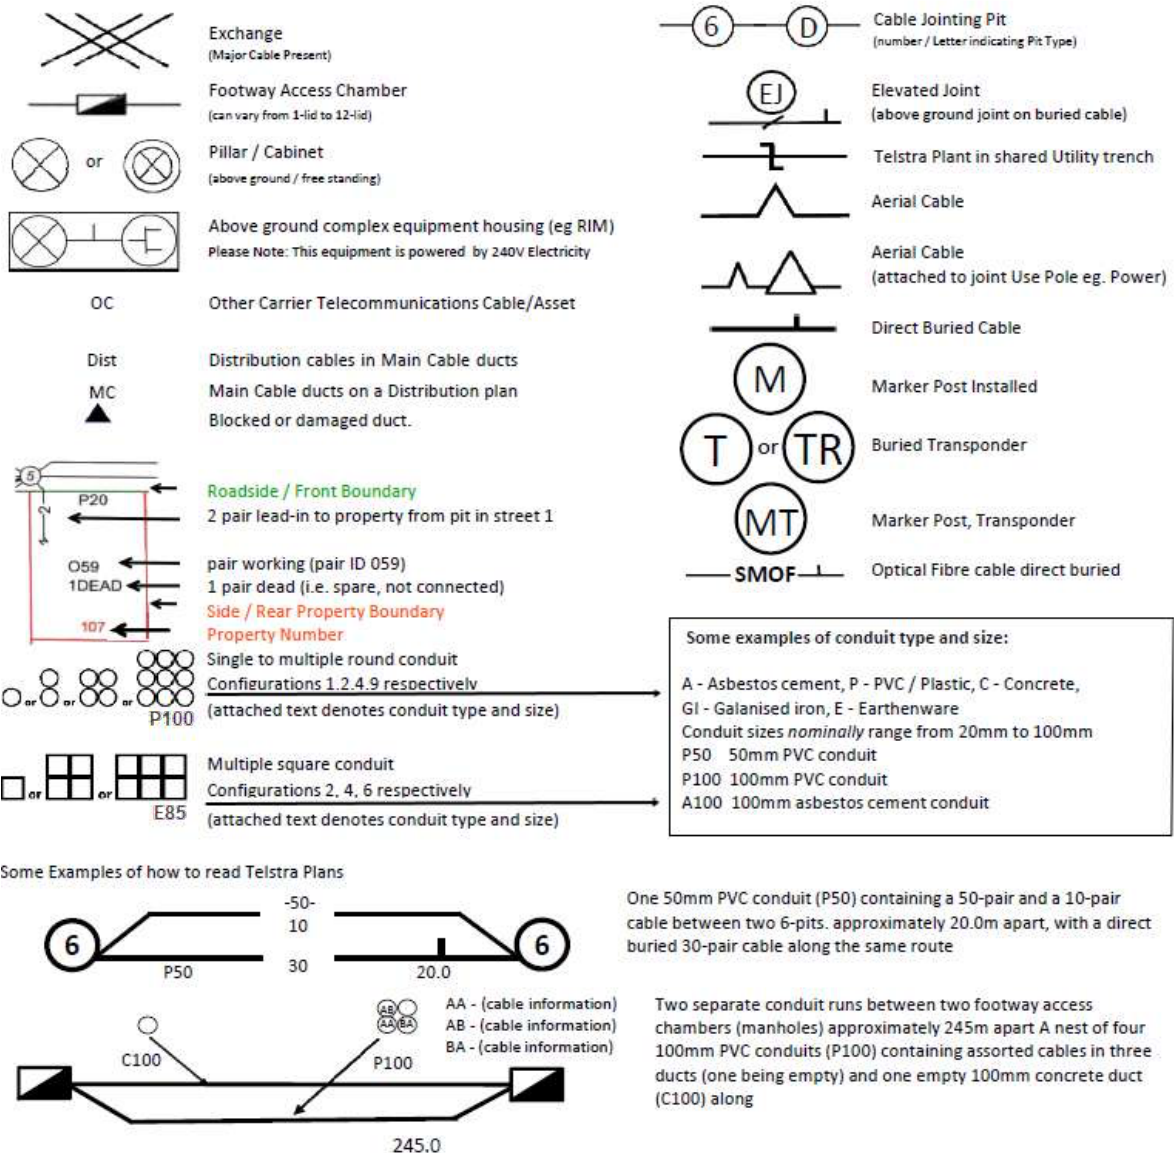 Exchange
(Major Cable Present)
Footway Access Chamber
(can vary from 1-lid to 12-lid)
or
Pillar / Cabinet
(above ground / free standing)
Above ground complex equipment housing (eg RIM)
Please Note: This equipment is powered by 240V Electricity
OC Other Carrier Telecommunications Cable/Asset
Dist Distribution cables in Main Cable ducts
MC Main Cable ducts on a Distribution plan
Blocked or damaged duct.
5
P20
2
O59
1DEAD
107
Roadside / Front Boundary
2 pair lead-in to property from pit in street 1
pair working (pair ID 059)
1 pair dead (i.e. spare, not connected)
Side / Rear Property Boundary
Property Number
or or or
P100
Single to multiple round conduit
Configurations 1.2.4.9 respectively
(attached text denotes conduit type and size)
or or
E85
Multiple square conduit
Configurations 2, 4, 6 respectively
(attached text denotes conduit type and size)
6 D
Cable Jointing Pit
(number / Letter indicating Pit Type)
EJ
Elevated Joint
(above ground joint on buried cable)
Telstra Plant in shared Utility trench
Aerial Cable
Aerial Cable
(attached to joint Use Pole eg. Power)
Direct Buried Cable
M Marker Post Installed
T or TR Buried Transponder
MT Marker Post, Transponder
SMOF Optical Fibre cable direct buried
Some examples of conduit type and size:
A - Asbestos cement, P - PVC / Plastic, C - Concrete,
GI - Galanised iron, E - Earthenware
Conduit sizes nominally range from 20mm to 100mm
P50 50mm PVC conduit
P100 100mm PVC conduit
A100 100mm asbestos cement conduit
Some Examples of how to read Telstra Plans
-50-
10
6 6
P50 30 20.0
One 50mm PVC conduit (P50) containing a 50-pair and a 10-pair
cable between two 6-pits. approximately 20.0m apart, with a direct
buried 30-pair cable along the same route
AB
AA BA
C100
P100
AA - (cable information)
AB - (cable information)
BA - (cable information)
245.0
Two separate conduit runs between two footway access
chambers (manholes) approximately 245m apart A nest of four
100mm PVC conduits (P100) containing assorted cables in three
ducts (one being empty) and one empty 100mm concrete duct
(C100) along